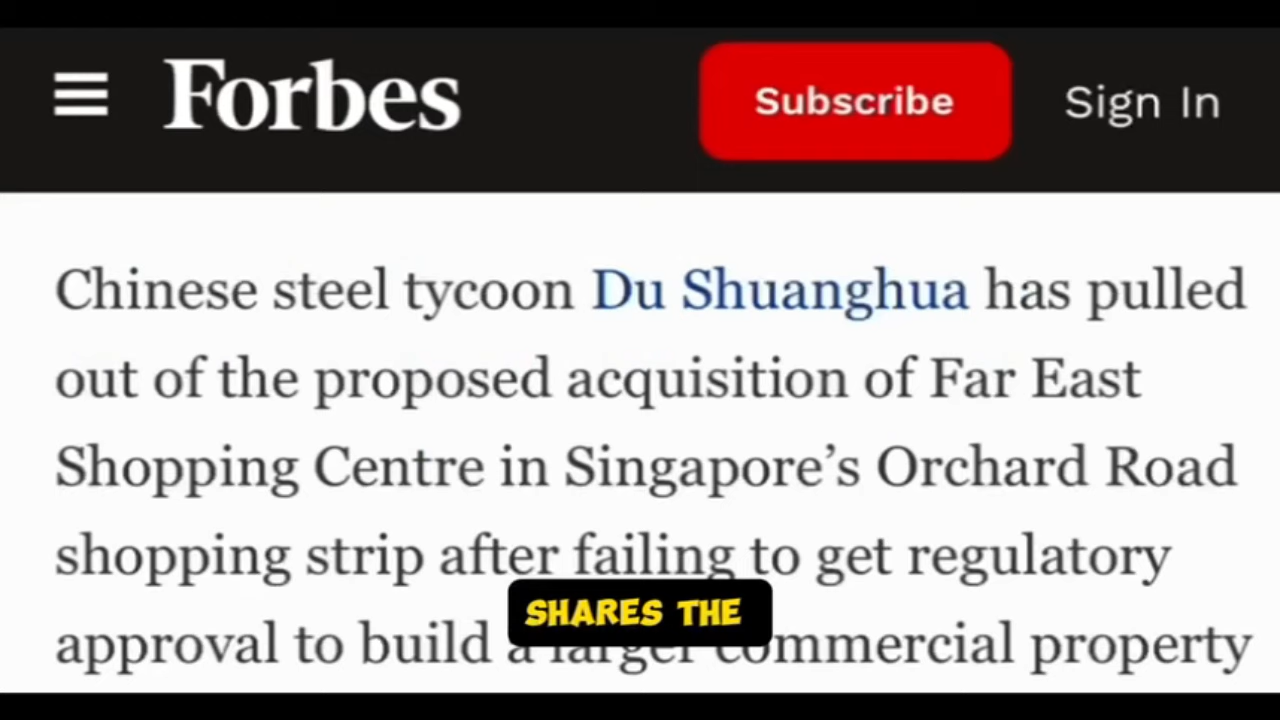 Forbes
Subscribe
Sign In
Chinese steel tycoon Du Shuanghua has pulled
out of the proposed acquisition of Far East
Shopping Centre in Singapore’s Orchard Road
shopping strip after failing to get regulatory
approval to build a larger commercial property
SHARES THE